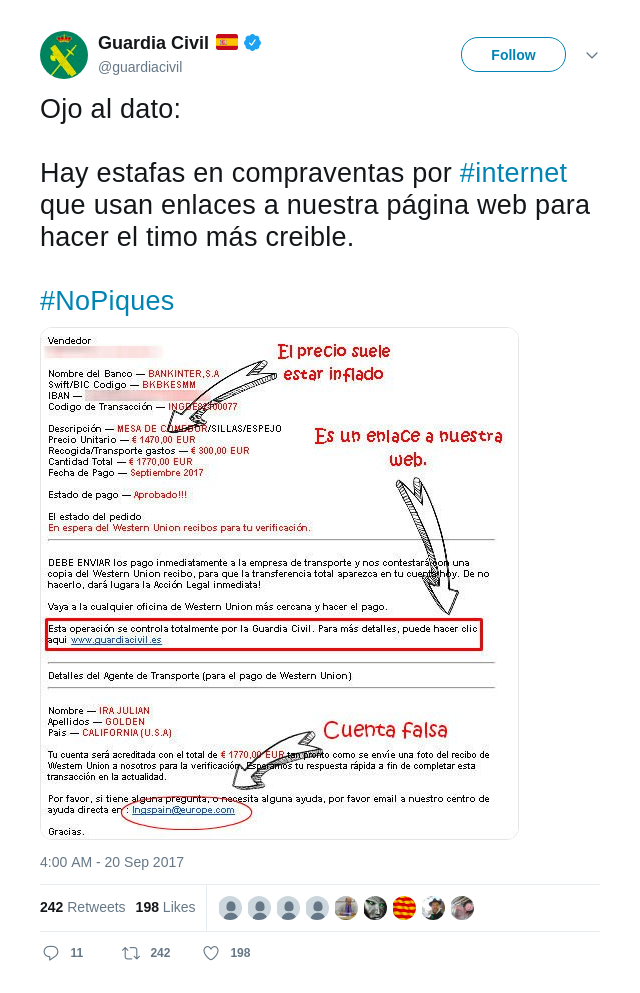 Guardia Civil
@guardiacivil
Follow
Ojo al dato:
Hay estafas en compraventas por #internet
que usan enlaces a nuestra página web para
hacer el timo más creible.
#NoPiques
Vendedor
El precio suele
estar inflado
Nombre del Banco — BANKINTER,S.A
Swift/BIC Codigo — BKBKESMM
IBAN —
Codigo de Transacción —
Descripción — MESA DE COMEDOR/SILLAS/ESPEJO
Precio Unitario — € 1470,00 EUR
Recogida/Transporte gastos — € 300,00 EUR
Cantidad Total — € 1770,00 EUR
Fecha de Pago — Septiembre 2017
Es un enlace a nuestra
web.
Estado de pago — Aprobado!!!
El estado del pedido
En espera del Western Union recibos para tu verificación.
DEBE ENVIAR los pago inmediatamente a la empresa de transporte y nos contestara con una
copia del Western Union recibo, para que la transferencia total aparezca en tu cuenta hoy. De no
hacerlo, dará lugara la Acción Legal inmediata!
Vaya a la cualquier oficina de Western Union más cercana y hacer el pago.
Esta operación se controla totalmente por la Guardia Civil. Para más detalles, puede hacer clic
aqui www.guardiacivil.es
Detalles del Agente de Transporte (para el pago de Western Union)
Nombre — IRA JULIAN
Apellidos — GOLDEN
Pais — CALIFORNIA (U.S.A)
Cuenta falsa
Tu cuenta será acreditada con el total de € 1770,00 EUR tan pronto como se envíe una foto del recibo de
Western Union a nosotros para la verificación. Esperamos tu respuesta rápida a fin de completar esta
transacción en la actualidad.
Por favor, si tiene alguna pregunta, o necesita alguna ayuda, por favor email a nuestro centro de
ayuda directa en : Ingspain@europe.com
Gracias.
4:00 AM - 20 Sep 2017
242 Retweets 198 Likes
11 242 198